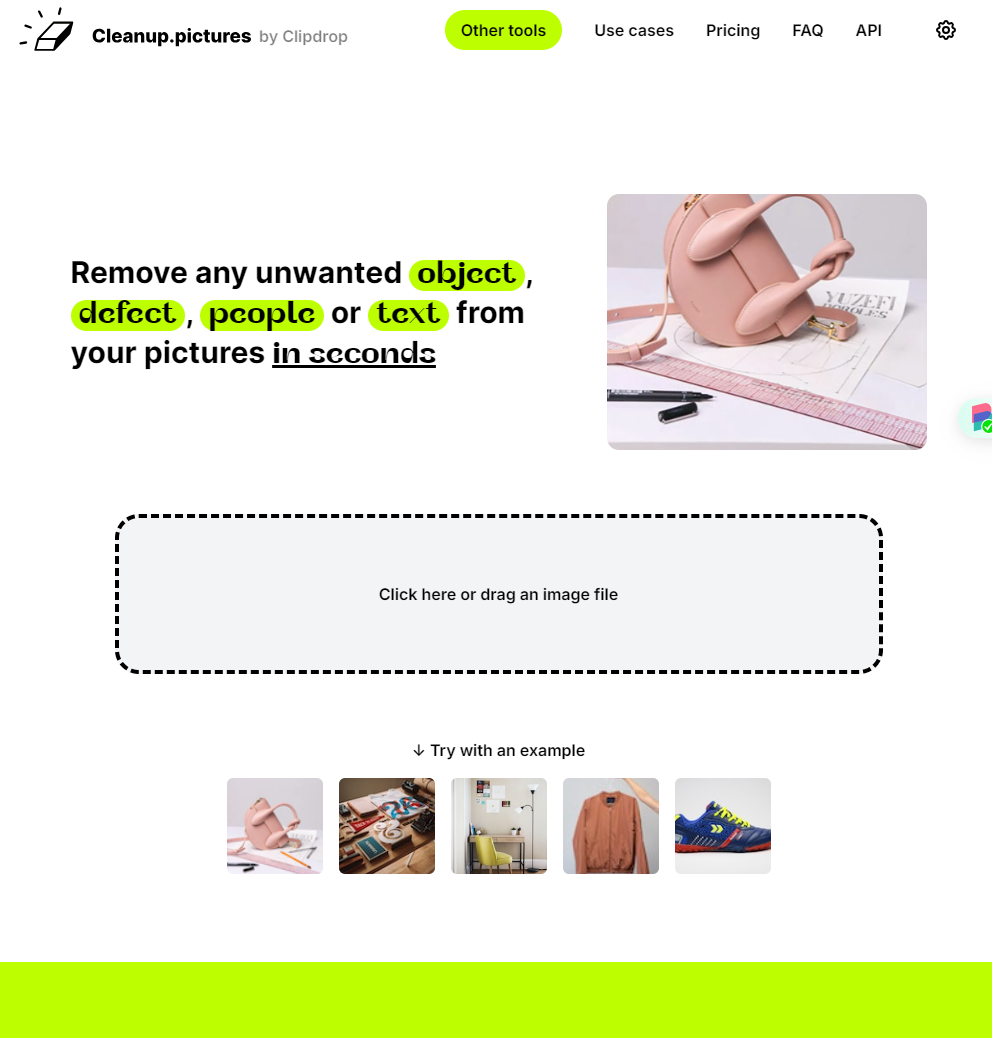 Cleanup.pictures by Clipdrop
Other tools
Use cases
Pricing
FAQ
API
Remove any unwanted object,
defect, people or text from
your pictures in seconds
YUZEFI
Click here or drag an image file
↓ Try with an example